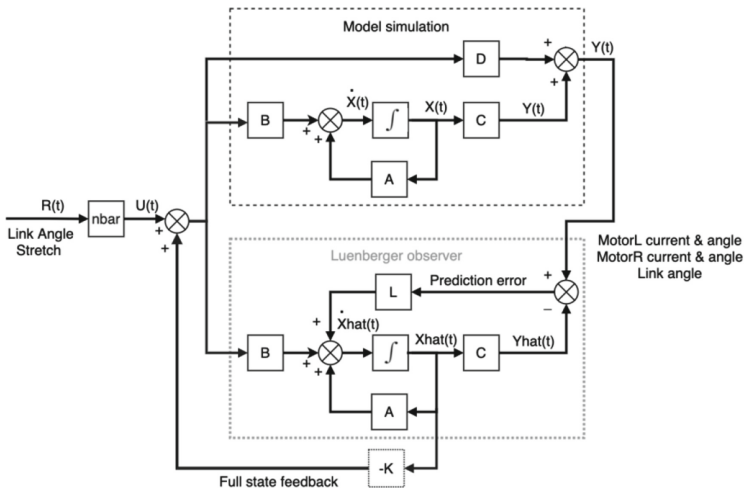 Model simulation
D
+
+
Y(t)
B
+
+
Ẋ(t)
∫
X(t)
C
Y(t)
A
R(t)
nbar
U(t)
+
+
Link Angle
Stretch
MotorL current & angle
MotorR current & angle
Link angle
Luenberger observer
L
Prediction error
+
−
+
Ẋhat(t)
B
+
+
∫
Xhat(t)
C
Yhat(t)
A
-K
Full state feedback